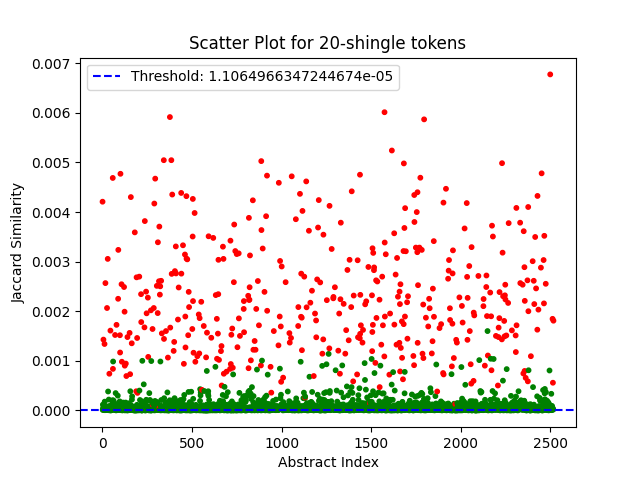 Scatter Plot for 20-shingle tokens
Threshold: 1.1064966347244674e-05
0.007
0.006
0.005
0.004
0.003
0.002
0.001
0.000
Jaccard Similarity
0 500 1000 1500 2000 2500
Abstract Index